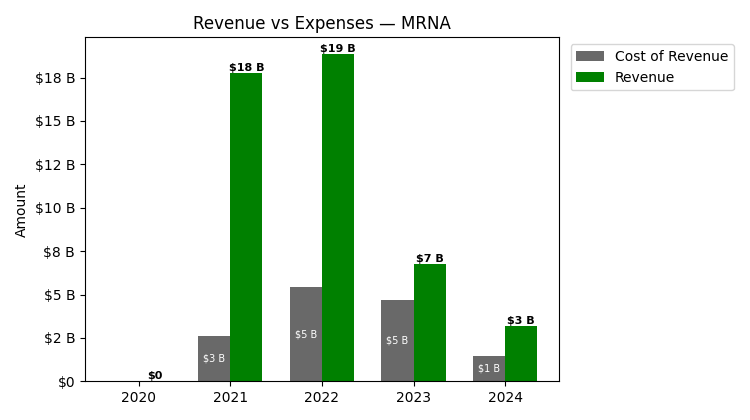 Revenue vs Expenses — MRNA
Cost of Revenue
Revenue
Amount
$18 B
$15 B
$12 B
$10 B
$8 B
$5 B
$2 B
$0
$0
$3 B
$18 B
$5 B
$19 B
$5 B
$7 B
$1 B
$3 B
2020 2021 2022 2023 2024